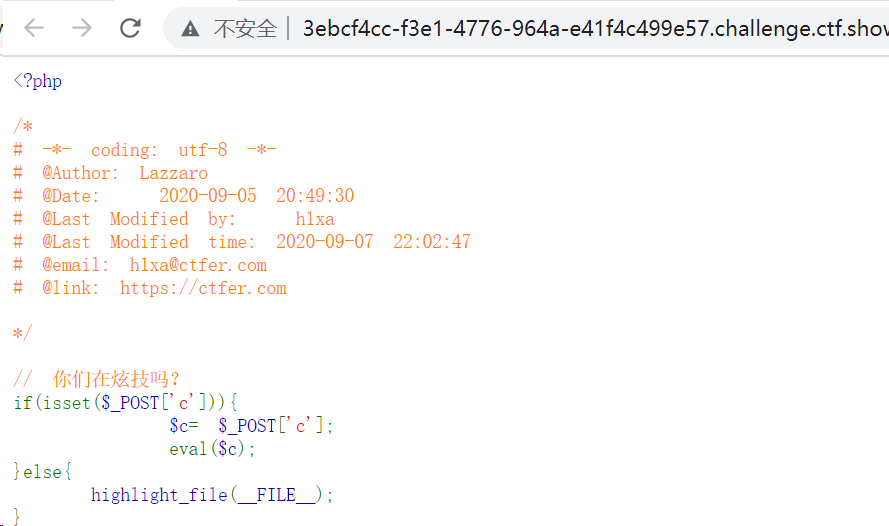 不安全 | 3ebcf4cc-f3e1-4776-964a-e41f4c499e57.challenge.ctf.show
<?php
/*
# -*- coding: utf-8 -*-
# @Author: Lazzaro
# @Date:   2020-09-05 20:49:30
# @Last Modified by:   hlxa
# @Last Modified time: 2020-09-07 22:02:47
# @email: hlxa@ctfer.com
# @link: https://ctfer.com
*/
// 你们在炫技吗？
if(isset($_POST['c'])){
        $c= $_POST['c'];
        eval($c);
}else{
    highlight_file(__FILE__);
}